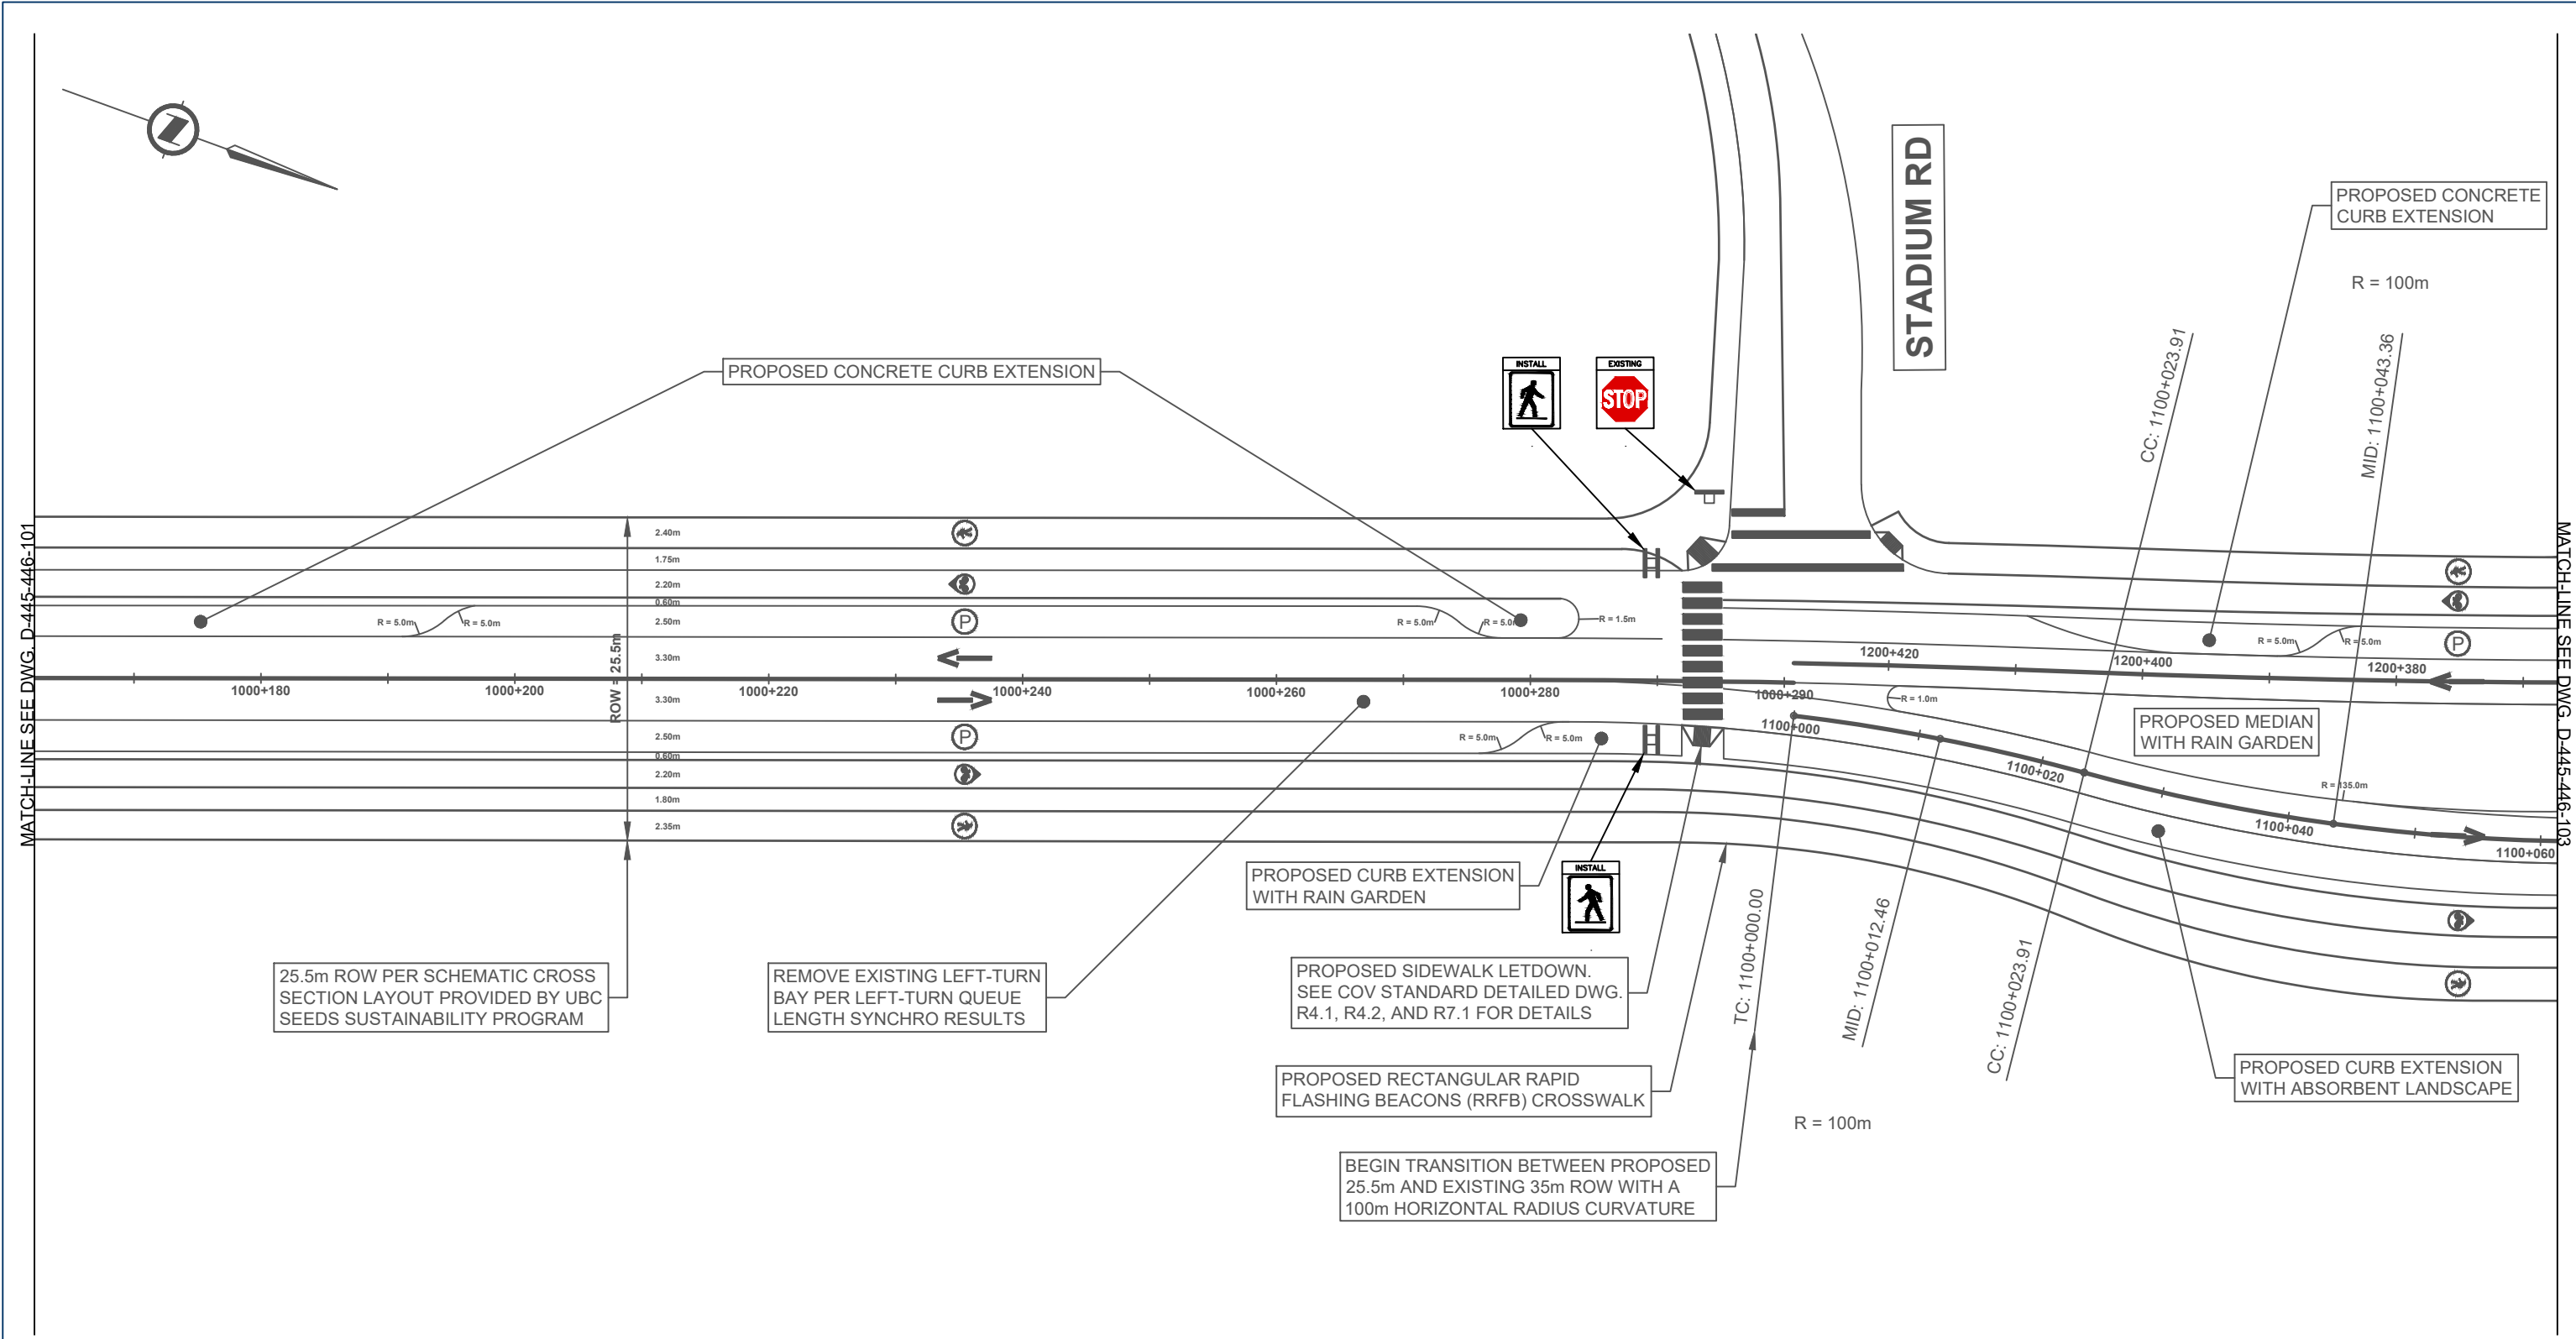 STADIUM RD
PROPOSED CONCRETE
CURB EXTENSION
R = 100m
CC: 1100+023.91
MID: 1100+043.36
PROPOSED CONCRETE CURB EXTENSION
INSTALL
EXISTING
STOP
MATCH-LINE SEE DWG. D-445-446-101
MATCH-LINE SEE DWG. D-445-446-103
ROW = 25.5m
2.40m
1.75m
2.20m
0.60m
2.50m
3.30m
3.30m
2.50m
0.60m
2.20m
1.80m
2.35m
P
P
P
R = 5.0m
R = 5.0m
R = 5.0m
R = 5.0m
R = 1.5m
R = 5.0m
R = 5.0m
R = 5.0m
R = 5.0m
1000+180
1000+200
1000+220
1000+240
1000+260
1000+280
1000+290
1200+420
1200+400
1200+380
R = 1.0m
1100+000
1100+020
1100+040
1100+060
R = 135.0m
PROPOSED MEDIAN
WITH RAIN GARDEN
PROPOSED CURB EXTENSION
WITH RAIN GARDEN
INSTALL
25.5m ROW PER SCHEMATIC CROSS
SECTION LAYOUT PROVIDED BY UBC
SEEDS SUSTAINABILITY PROGRAM
REMOVE EXISTING LEFT-TURN
BAY PER LEFT-TURN QUEUE
LENGTH SYNCHRO RESULTS
PROPOSED SIDEWALK LETDOWN.
SEE COV STANDARD DETAILED DWG.
R4.1, R4.2, AND R7.1 FOR DETAILS
TC: 1100+000.00
MID: 1100+012.46
CC: 1100+023.91
PROPOSED RECTANGULAR RAPID
FLASHING BEACONS (RRFB) CROSSWALK
R = 100m
PROPOSED CURB EXTENSION
WITH ABSORBENT LANDSCAPE
BEGIN TRANSITION BETWEEN PROPOSED
25.5m AND EXISTING 35m ROW WITH A
100m HORIZONTAL RADIUS CURVATURE